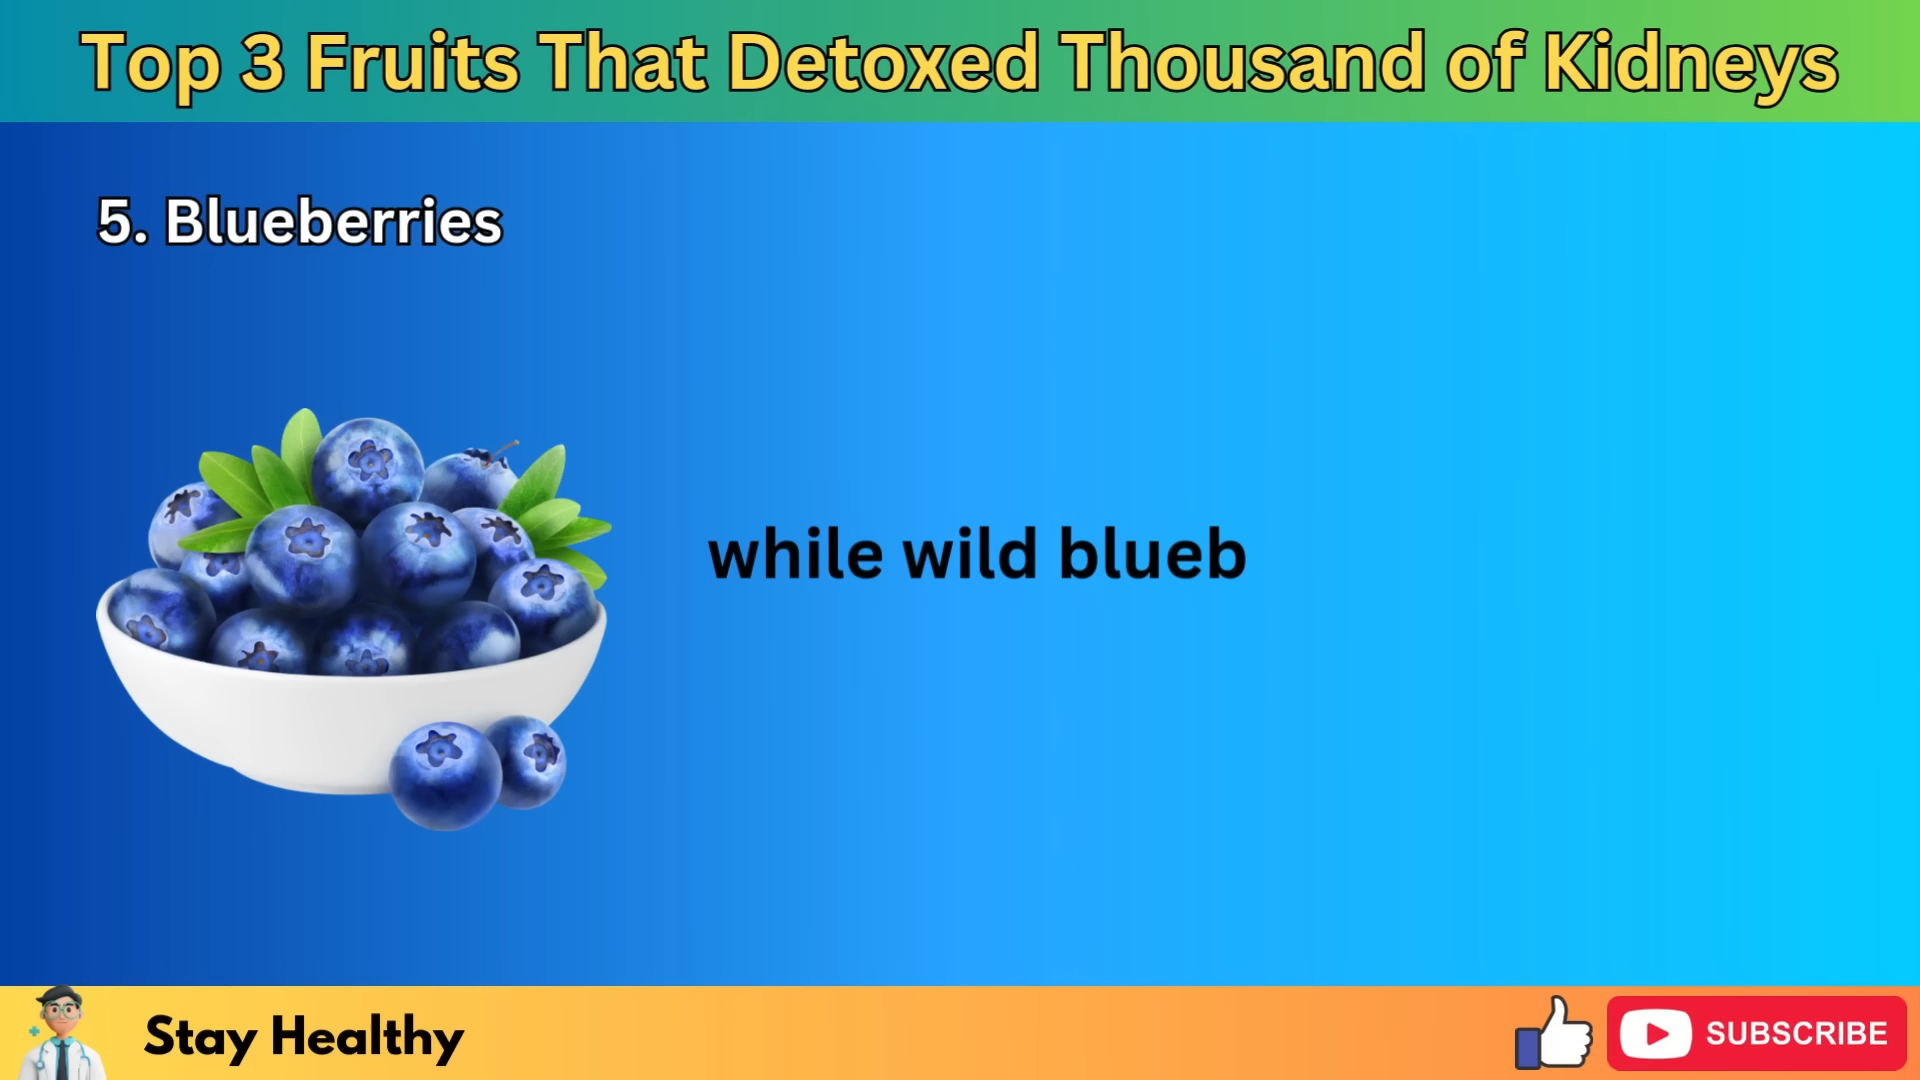 Top 3 Fruits That Detoxed Thousand of Kidneys
5. Blueberries
while wild blueb
Stay Healthy
SUBSCRIBE